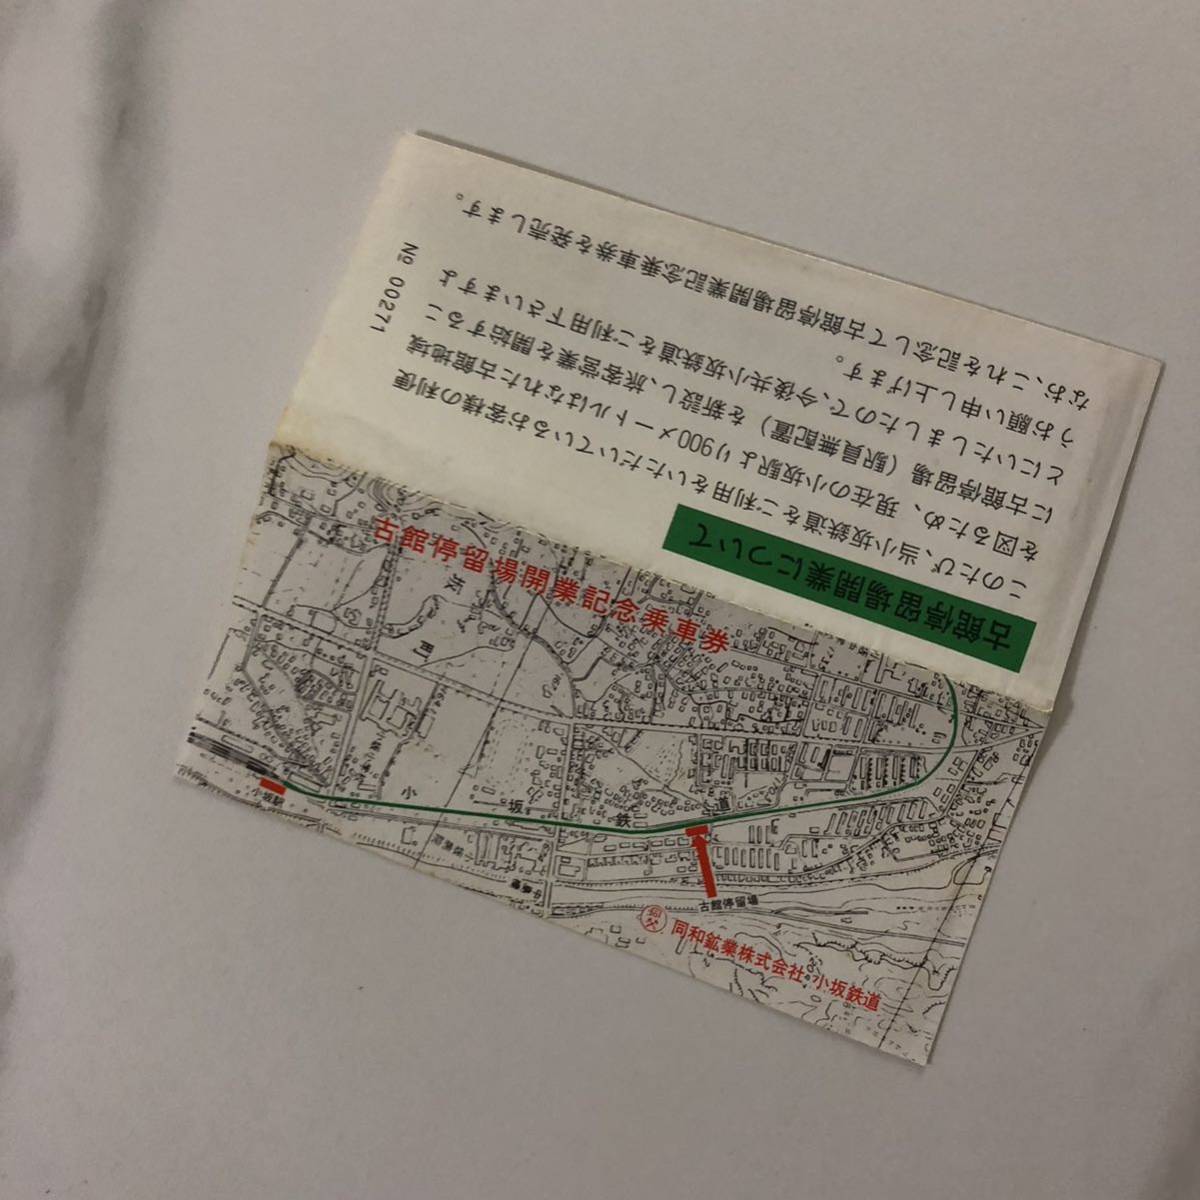 古館停留場開業記念乗車券
坂
町
小
坂
鉄
道
小坂駅
古館停留場
同和鉱業株式会社 小坂鉄道
古館停留場開業について
このたび、当小坂鉄道をご利用をいただいているお客様の利便
を図るため、現在の小坂駅より900メートルはなれた古館地域
に古館停留場（駅員無配置）を新設し、旅客営業を開始するこ
とにいたしましたので、今後共小坂鉄道をご利用下さいますよ
うお願い申し上げます。
なお、これを記念して古館停留場開業記念乗車券を発売します。
№ 00271